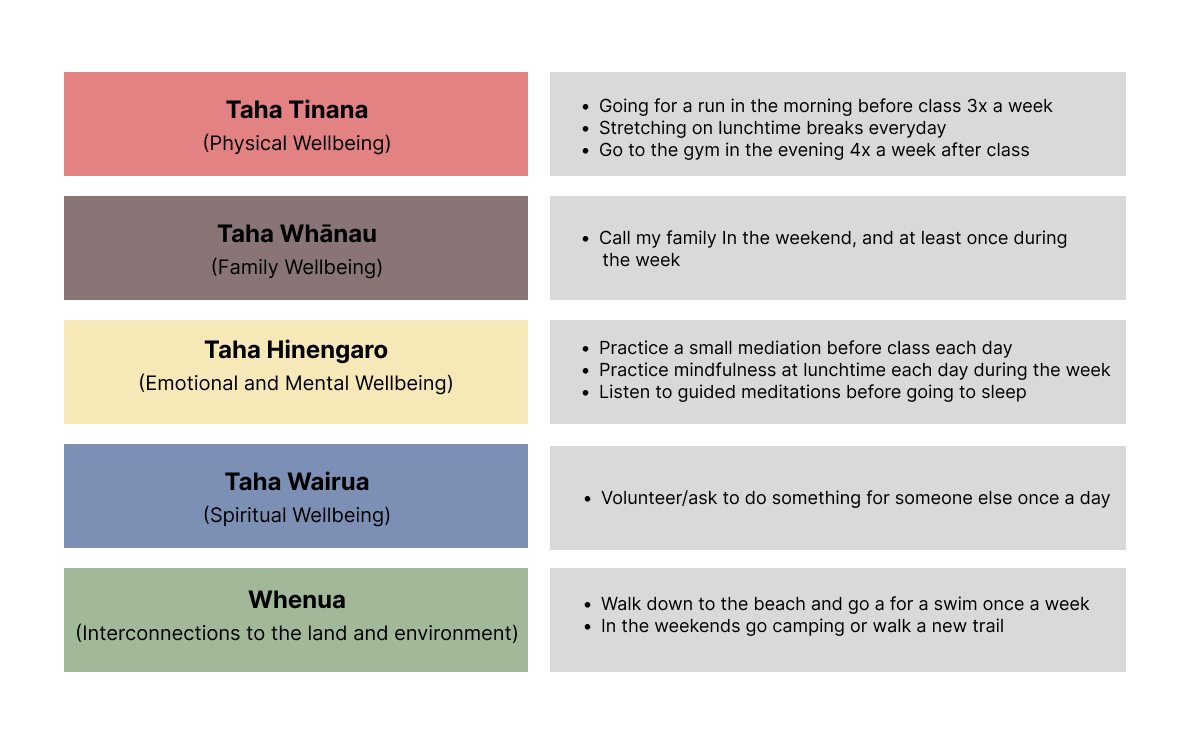 Taha Tinana
(Physical Wellbeing)
• Going for a run in the morning before class 3x a week
• Stretching on lunchtime breaks everyday
• Go to the gym in the evening 4x a week after class
Taha Whānau
(Family Wellbeing)
• Call my family In the weekend, and at least once during
the week
Taha Hinengaro
(Emotional and Mental Wellbeing)
• Practice a small mediation before class each day
• Practice mindfulness at lunchtime each day during the week
• Listen to guided meditations before going to sleep
Taha Wairua
(Spiritual Wellbeing)
• Volunteer/ask to do something for someone else once a day
Whenua
(Interconnections to the land and environment)
• Walk down to the beach and go a for a swim once a week
• In the weekends go camping or walk a new trail